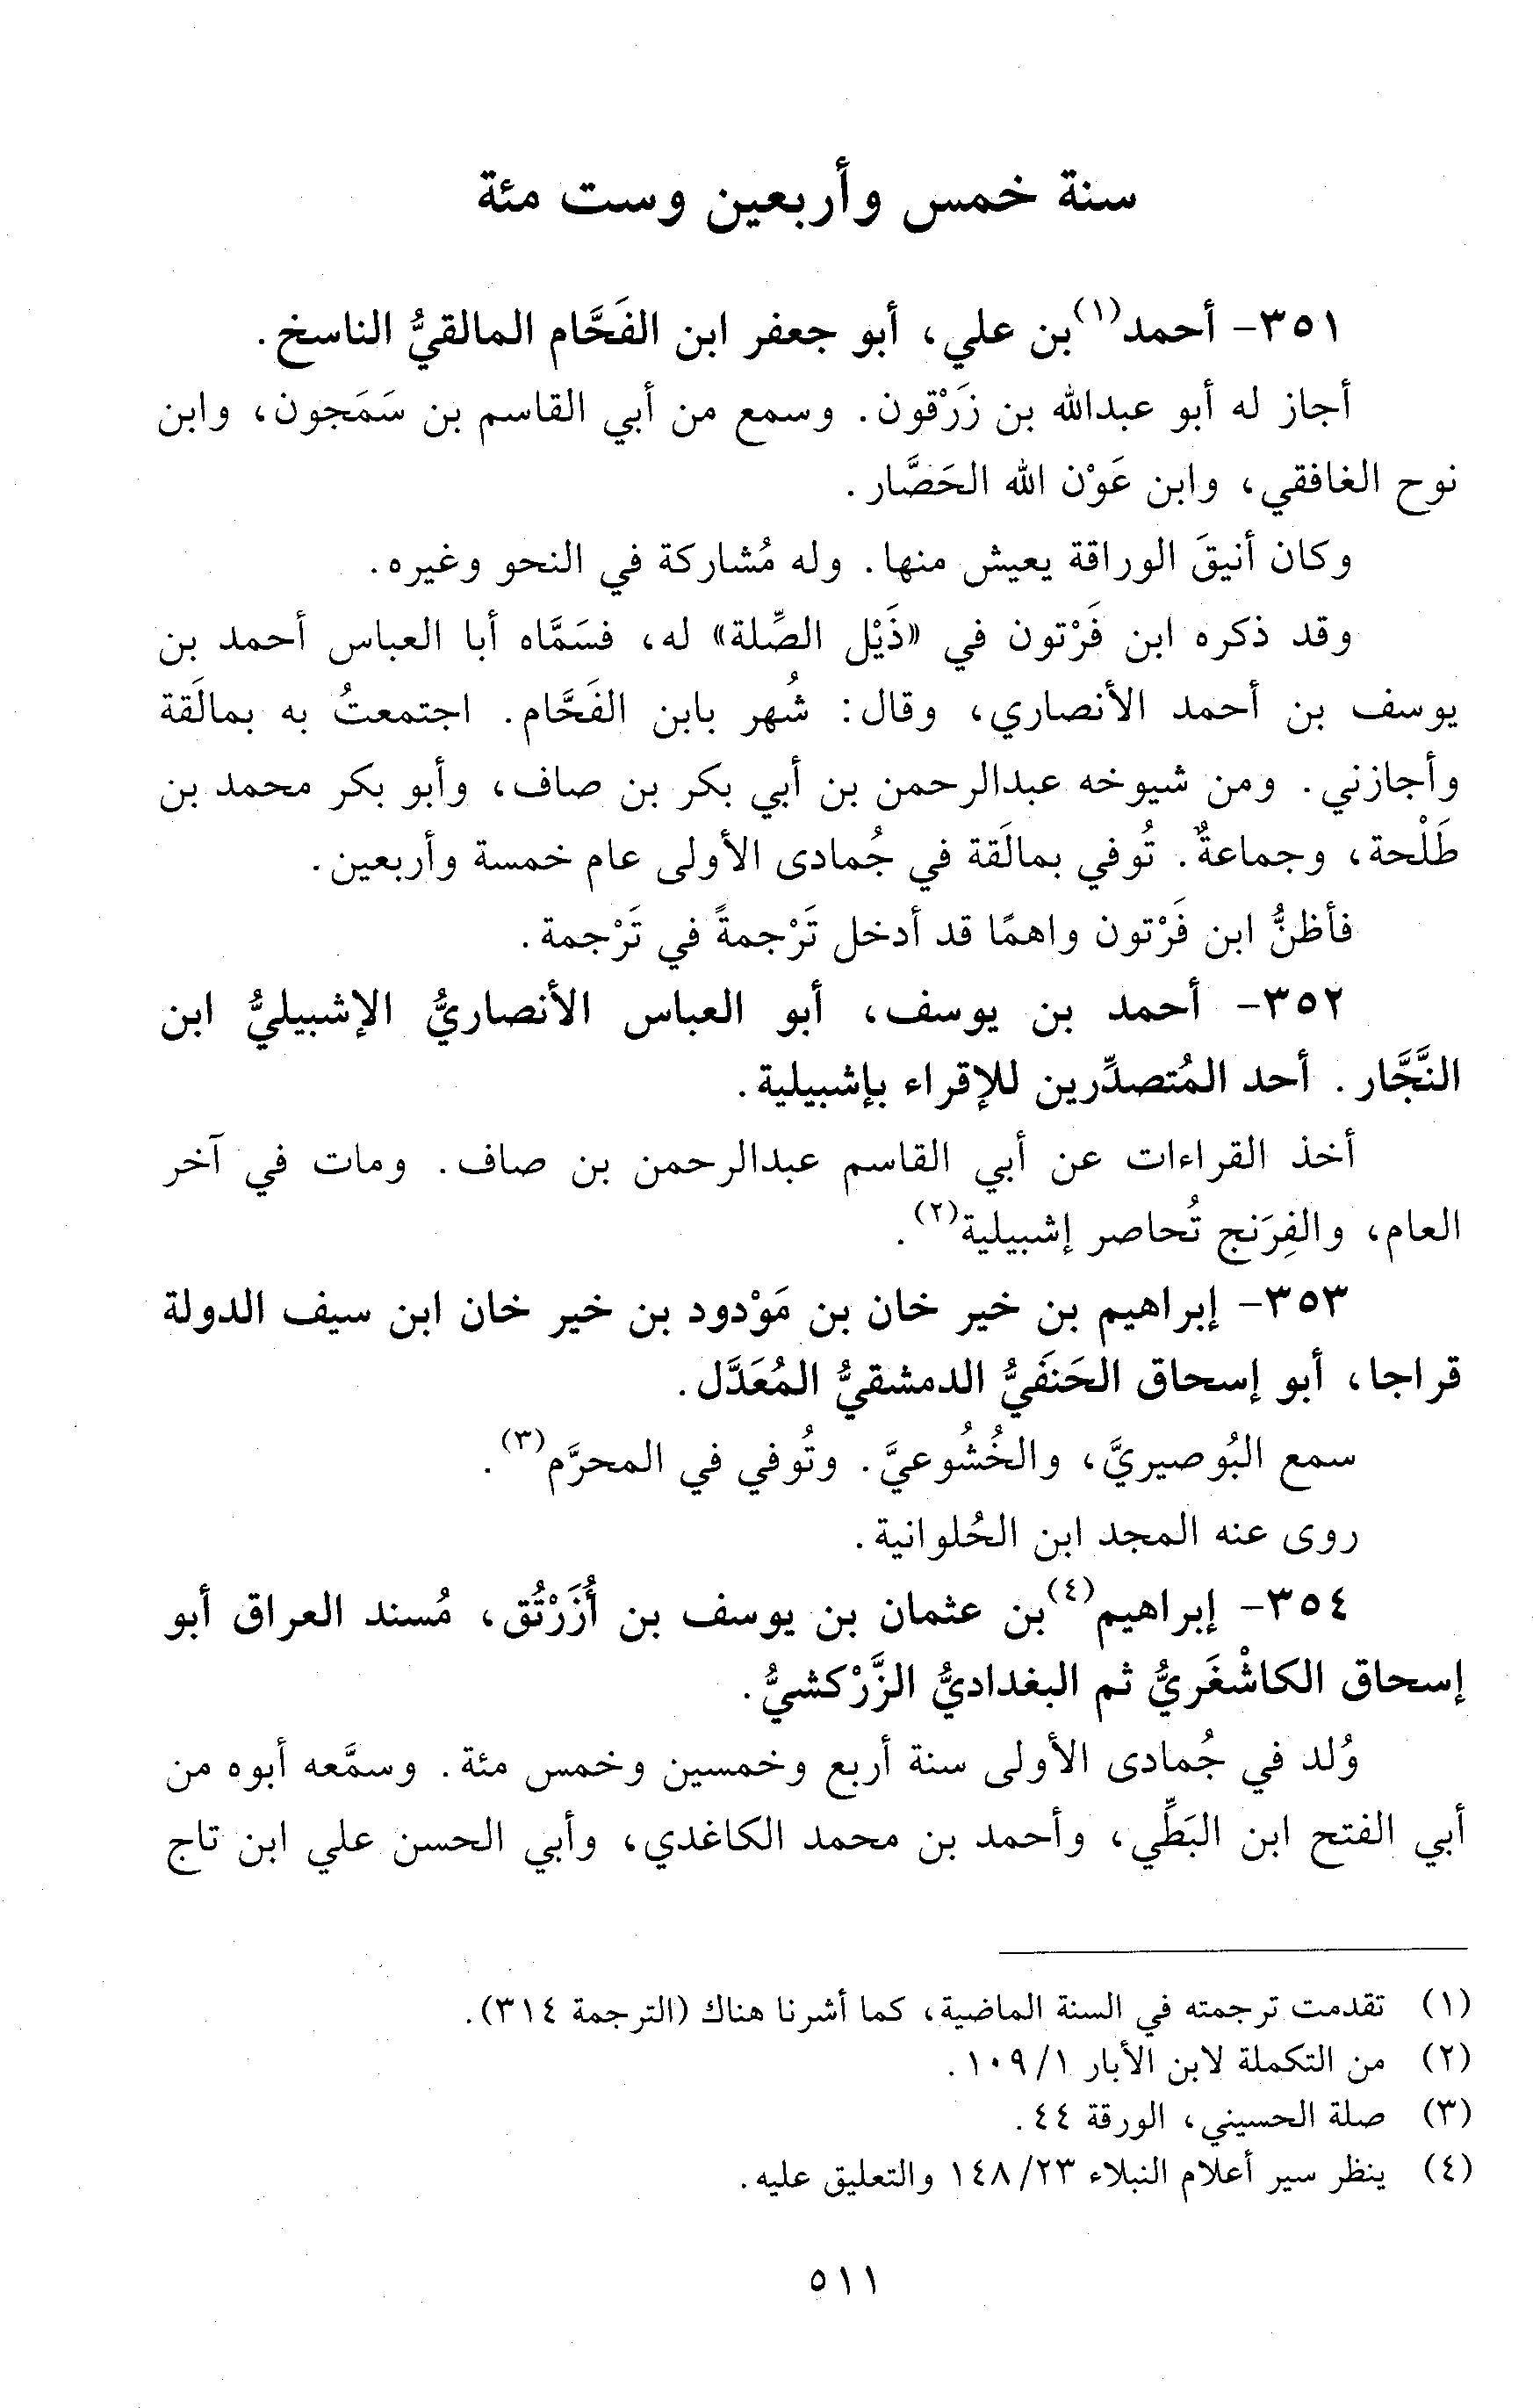 سنة خمس وأربعين وست مئة
٣٥١- أحمد(١) بن علي، أبو جعفر ابن الفَحَّام المالقيُّ الناسخ.
أجاز له أبو عبدالله بن زَرْقون. وسمع من أبي القاسم بن سَمَجون، وابن
نوح الغافقي، وابن عَوْن الله الحَصَّار.
وكان أنيقَ الوراقة يعيش منها. وله مُشاركة في النحو وغيره.
وقد ذكره ابن فَرْتون في «ذَيْل الصِّلة» له، فسَمَّاه أبا العباس أحمد بن
يوسف بن أحمد الأنصاري، وقال: شُهر بابن الفَحَّام. اجتمعتُ به بمالَقة
وأجازني. ومن شيوخه عبدالرحمن بن أبي بكر بن صاف، وأبو بكر محمد بن
طَلْحة، وجماعةٌ. تُوفي بمالَقة في جُمادى الأولى عام خمسة وأربعين.
فأظنُّ ابن فَرْتون واهمًا قد أدخل تَرْجمةً في تَرْجمة.
٣٥٢- أحمد بن يوسف، أبو العباس الأنصاريُّ الإشبيليُّ ابن
النَّجَّار. أحد المُتصدِّرين للإقراء بإشبيلية.
أخذ القراءات عن أبي القاسم عبدالرحمن بن صاف. ومات في آخر
العام، والفِرَنج تُحاصر إشبيلية(٢).
٣٥٣- إبراهيم بن خير خان بن مَوْدود بن خير خان ابن سيف الدولة
قراجا، أبو إسحاق الحَنَفيُّ الدمشقيُّ المُعَدَّل.
سمع البُوصيريَّ، والخُشُوعيَّ. وتُوفي في المحرَّم(٣).
روى عنه المجد ابن الحُلوانية.
٣٥٤- إبراهيم(٤) بن عثمان بن يوسف بن أُزَرْتُق، مُسند العراق أبو
إسحاق الكاشْغَريُّ ثم البغداديُّ الزَّرْكشيُّ.
وُلد في جُمادى الأولى سنة أربع وخمسين وخمس مئة. وسمَّعه أبوه من
أبي الفتح ابن البَطِّي، وأحمد بن محمد الكاغدي، وأبي الحسن علي ابن تاج
(١) تقدمت ترجمته في السنة الماضية، كما أشرنا هناك (الترجمة ٣١٤).
(٢) من التكملة لابن الأبار ١/ ١٠٩.
(٣) صلة الحسيني، الورقة ٤٤.
(٤) ينظر سير أعلام النبلاء ٢٣/ ١٤٨ والتعليق عليه.
٥١١